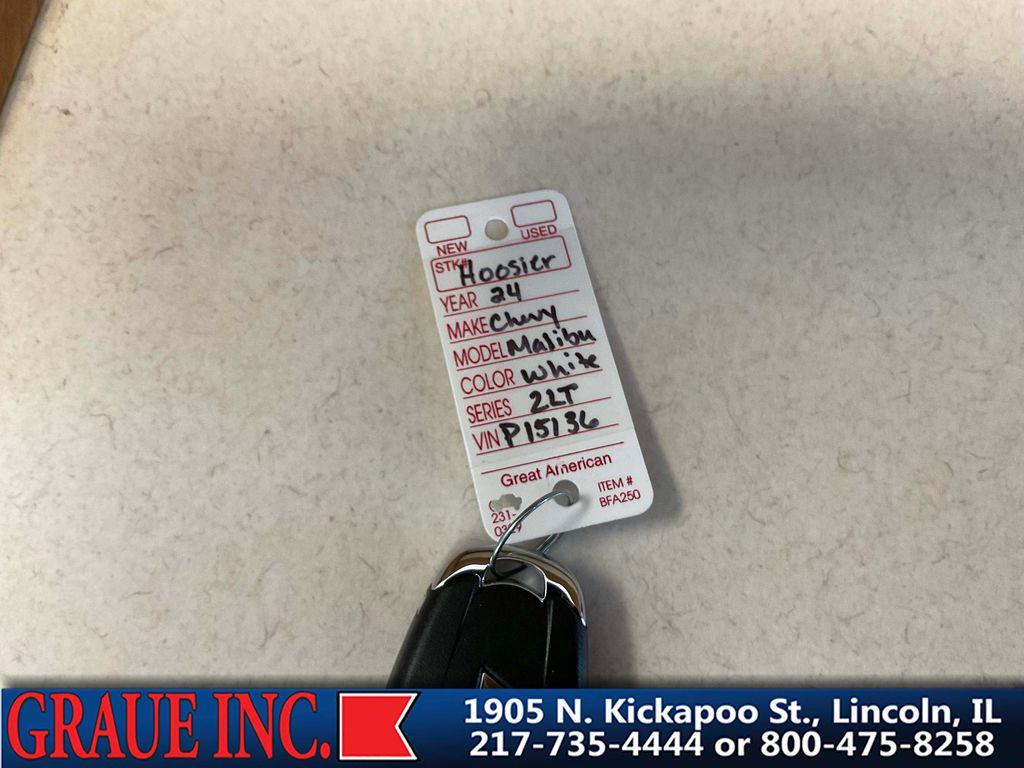 NEW
USED
STK# Hoosier
YEAR 24
MAKE Chevy
MODEL Malibu
COLOR White
SERIES 2LT
VIN P15136
Great American
ITEM #
BFA250
231-
GRAUE INC.
1905 N. Kickapoo St., Lincoln, IL
217-735-4444 or 800-475-8258